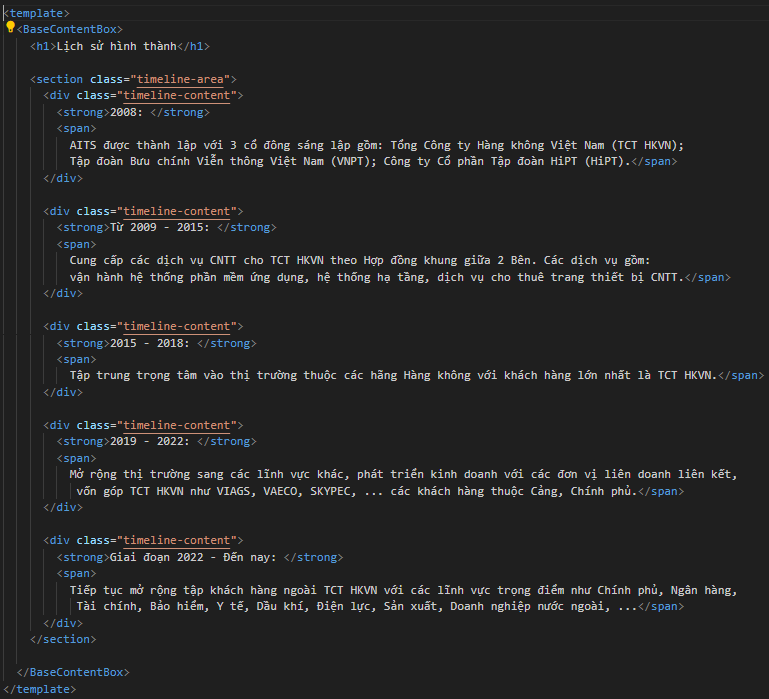 <template>
<BaseContentBox>
<h1>Lịch sử hình thành</h1>
<section class="timeline-area">
<div class="timeline-content">
<strong>2008: </strong>
<span>
AITS được thành lập với 3 cổ đông sáng lập gồm: Tổng Công ty Hàng không Việt Nam (TCT HKVN);
Tập đoàn Bưu chính Viễn thông Việt Nam (VNPT); Công ty Cổ phần Tập đoàn HiPT (HiPT).</span>
</div>
<div class="timeline-content">
<strong>Từ 2009 - 2015: </strong>
<span>
Cung cấp các dịch vụ CNTT cho TCT HKVN theo Hợp đồng khung giữa 2 Bên. Các dịch vụ gồm:
vận hành hệ thống phần mềm ứng dụng, hệ thống hạ tầng, dịch vụ cho thuê trang thiết bị CNTT.</span>
</div>
<div class="timeline-content">
<strong>2015 - 2018: </strong>
<span>
Tập trung trọng tâm vào thị trường thuộc các hãng Hàng không với khách hàng lớn nhất là TCT HKVN.</span>
</div>
<div class="timeline-content">
<strong>2019 - 2022: </strong>
<span>
Mở rộng thị trường sang các lĩnh vực khác, phát triển kinh doanh với các đơn vị liên doanh liên kết,
vốn góp TCT HKVN như VIAGS, VAECO, SKYPEC, ... các khách hàng thuộc Cảng, Chính phủ.</span>
</div>
<div class="timeline-content">
<strong>Giai đoạn 2022 - Đến nay: </strong>
<span>
Tiếp tục mở rộng tập khách hàng ngoài TCT HKVN với các lĩnh vực trọng điểm như Chính phủ, Ngân hàng,
Tài chính, Bảo hiểm, Y tế, Dầu khí, Điện lực, Sản xuất, Doanh nghiệp nước ngoài, ...</span>
</div>
</section>
</BaseContentBox>
</template>